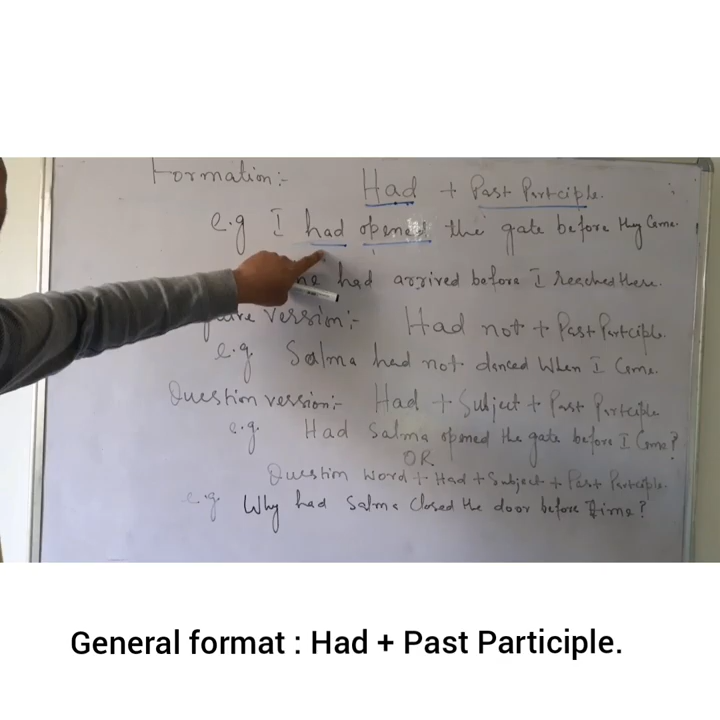 Formation:- Had + Past Participle.
e.g I had opened the gate before they Came.
had arrived before I reached there.
version:- Had not + Past Partciple.
e.g. Salma had not danced When I Came.
Question version:- Had + Subject + Past Participle
e.g. Had Salma opened the gate before I Came?
OR
Question Word + Had + Subject + Past Participle.
e.g. Why had Salma Closed the door before time?
General format : Had + Past Participle.